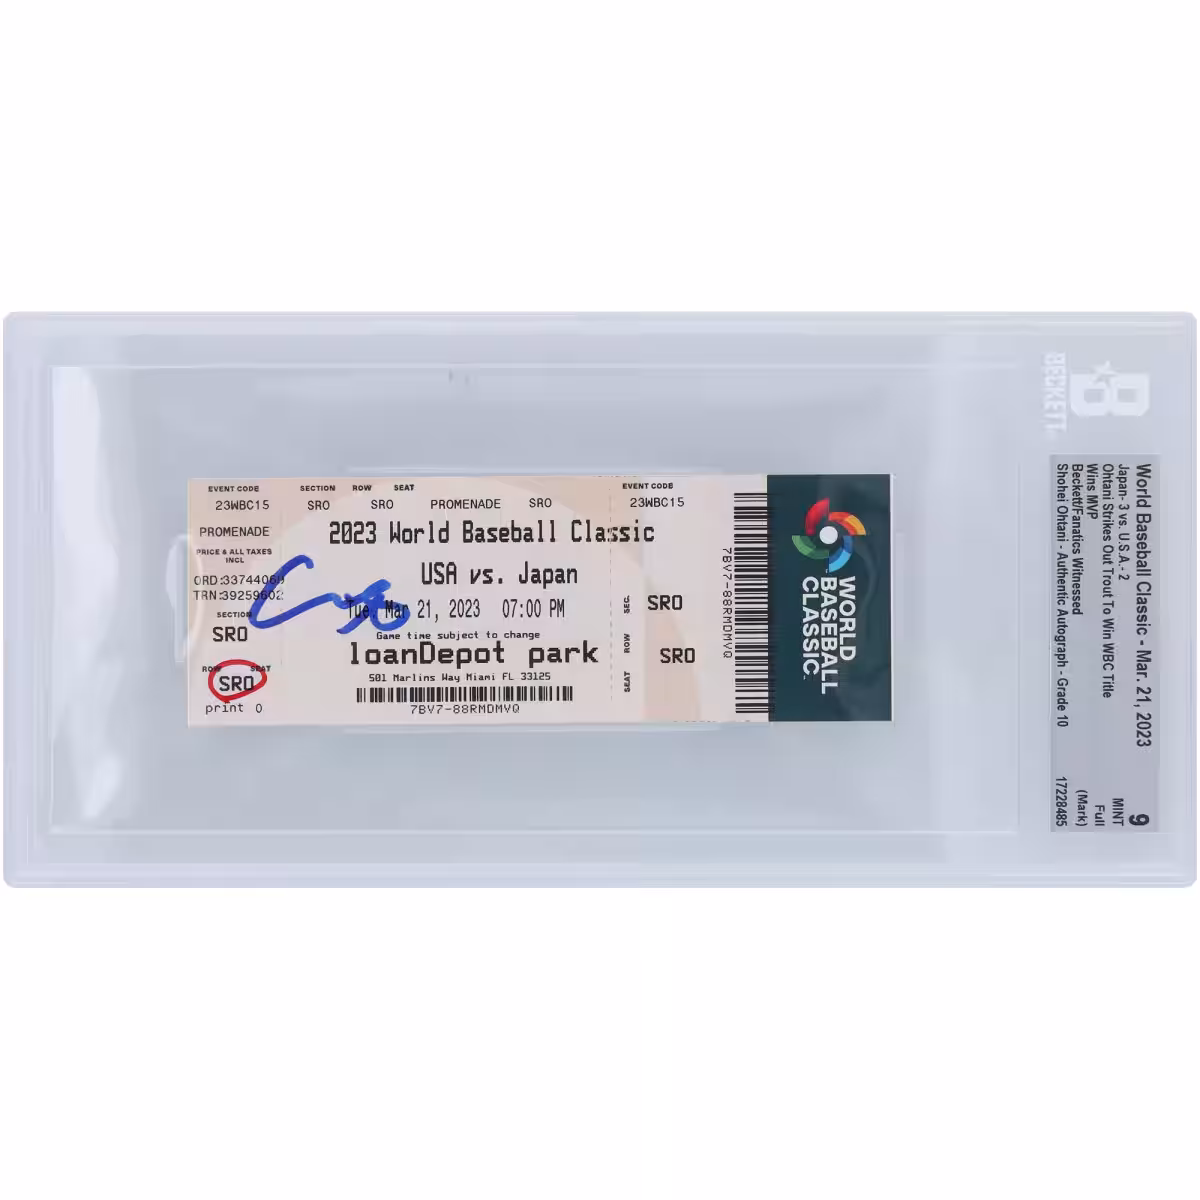 EVENT CODE
23WBC15
SECTION ROW SEAT
SRO SRO PROMENADE SRO
EVENT CODE
23WBC15
PROMENADE
PRICE & ALL TAXES
INCL
ORD:33744069
TRN:39259602
SECTION
SRO
ROW SEAT
SRO
print 0
2023 World Baseball Classic
USA vs. Japan
Tue, Mar 21, 2023 07:00 PM
Game time subject to change
loanDepot park
501 Marlins Way Miami FL 33125
7BV7-88RMDMVQ
SEC.
SRO
ROW
SRO
SEAT
7BV7-88RMDMVQ
WORLD
BASEBALL
CLASSIC
BECKETT
World Baseball Classic - Mar. 21, 2023
Japan- 3 vs. U.S.A.- 2
Ohtani Strikes Out Trout To Win WBC Title
Wins MVP
Beckett/Fanatics Witnessed
Shohei Ohtani - Authentic Autograph - Grade 10
9
MINT
Full
(Mark)
17228485